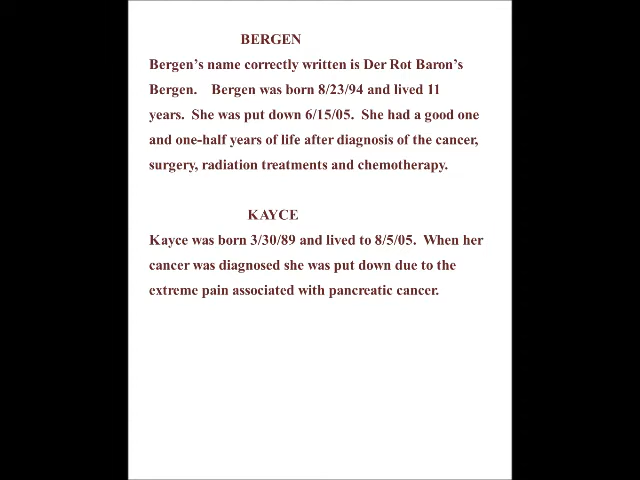 BERGEN
Bergen's name correctly written is Der Rot Baron's
Bergen.    Bergen was born 8/23/94 and lived 11
years.  She was put down 6/15/05.  She had a good one
and one-half years of life after diagnosis of the cancer,
surgery, radiation treatments and chemotherapy.
KAYCE
Kayce was born 3/30/89 and lived to 8/5/05.  When her
cancer was diagnosed she was put down due to the
extreme pain associated with pancreatic cancer.